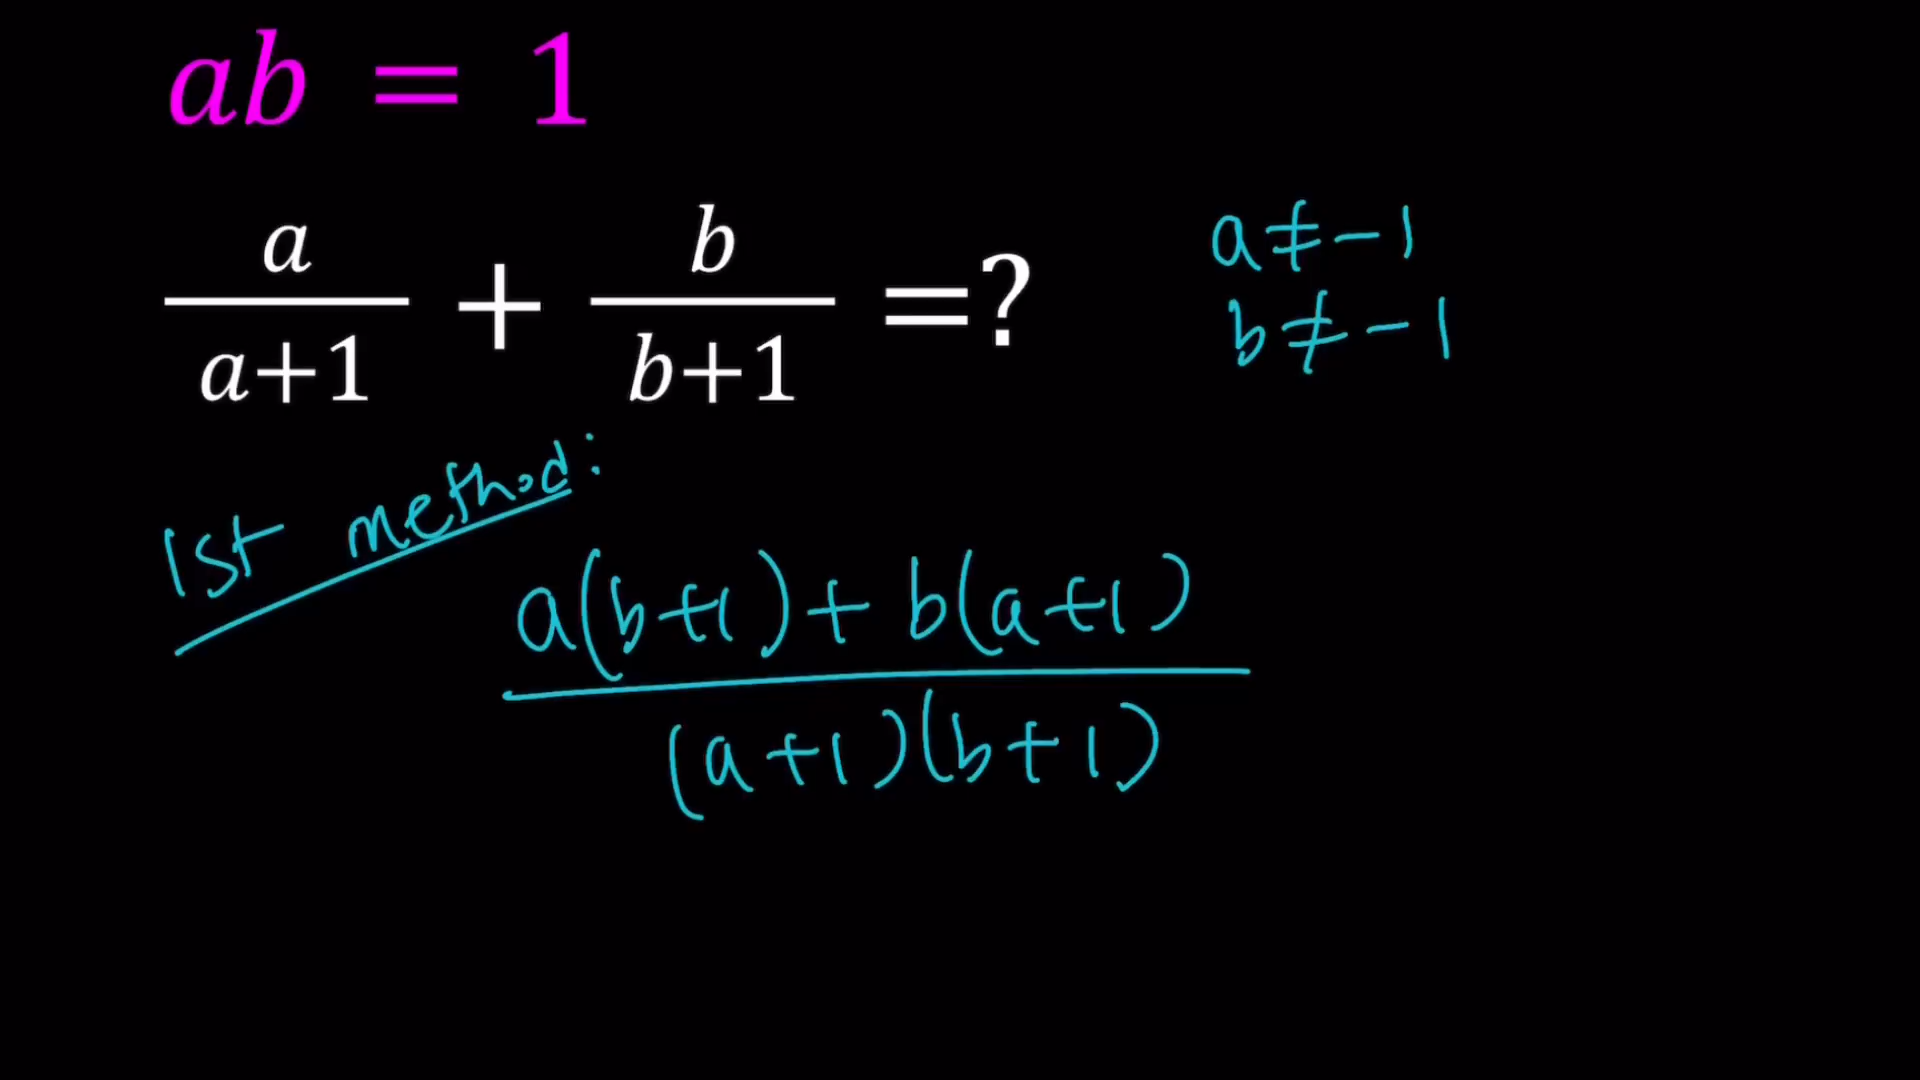 ab = 1
a/(a+1) + b/(b+1) =?
a ≠ -1
b ≠ -1
1st method:
a(b+1) + b(a+1)
(a+1)(b+1)